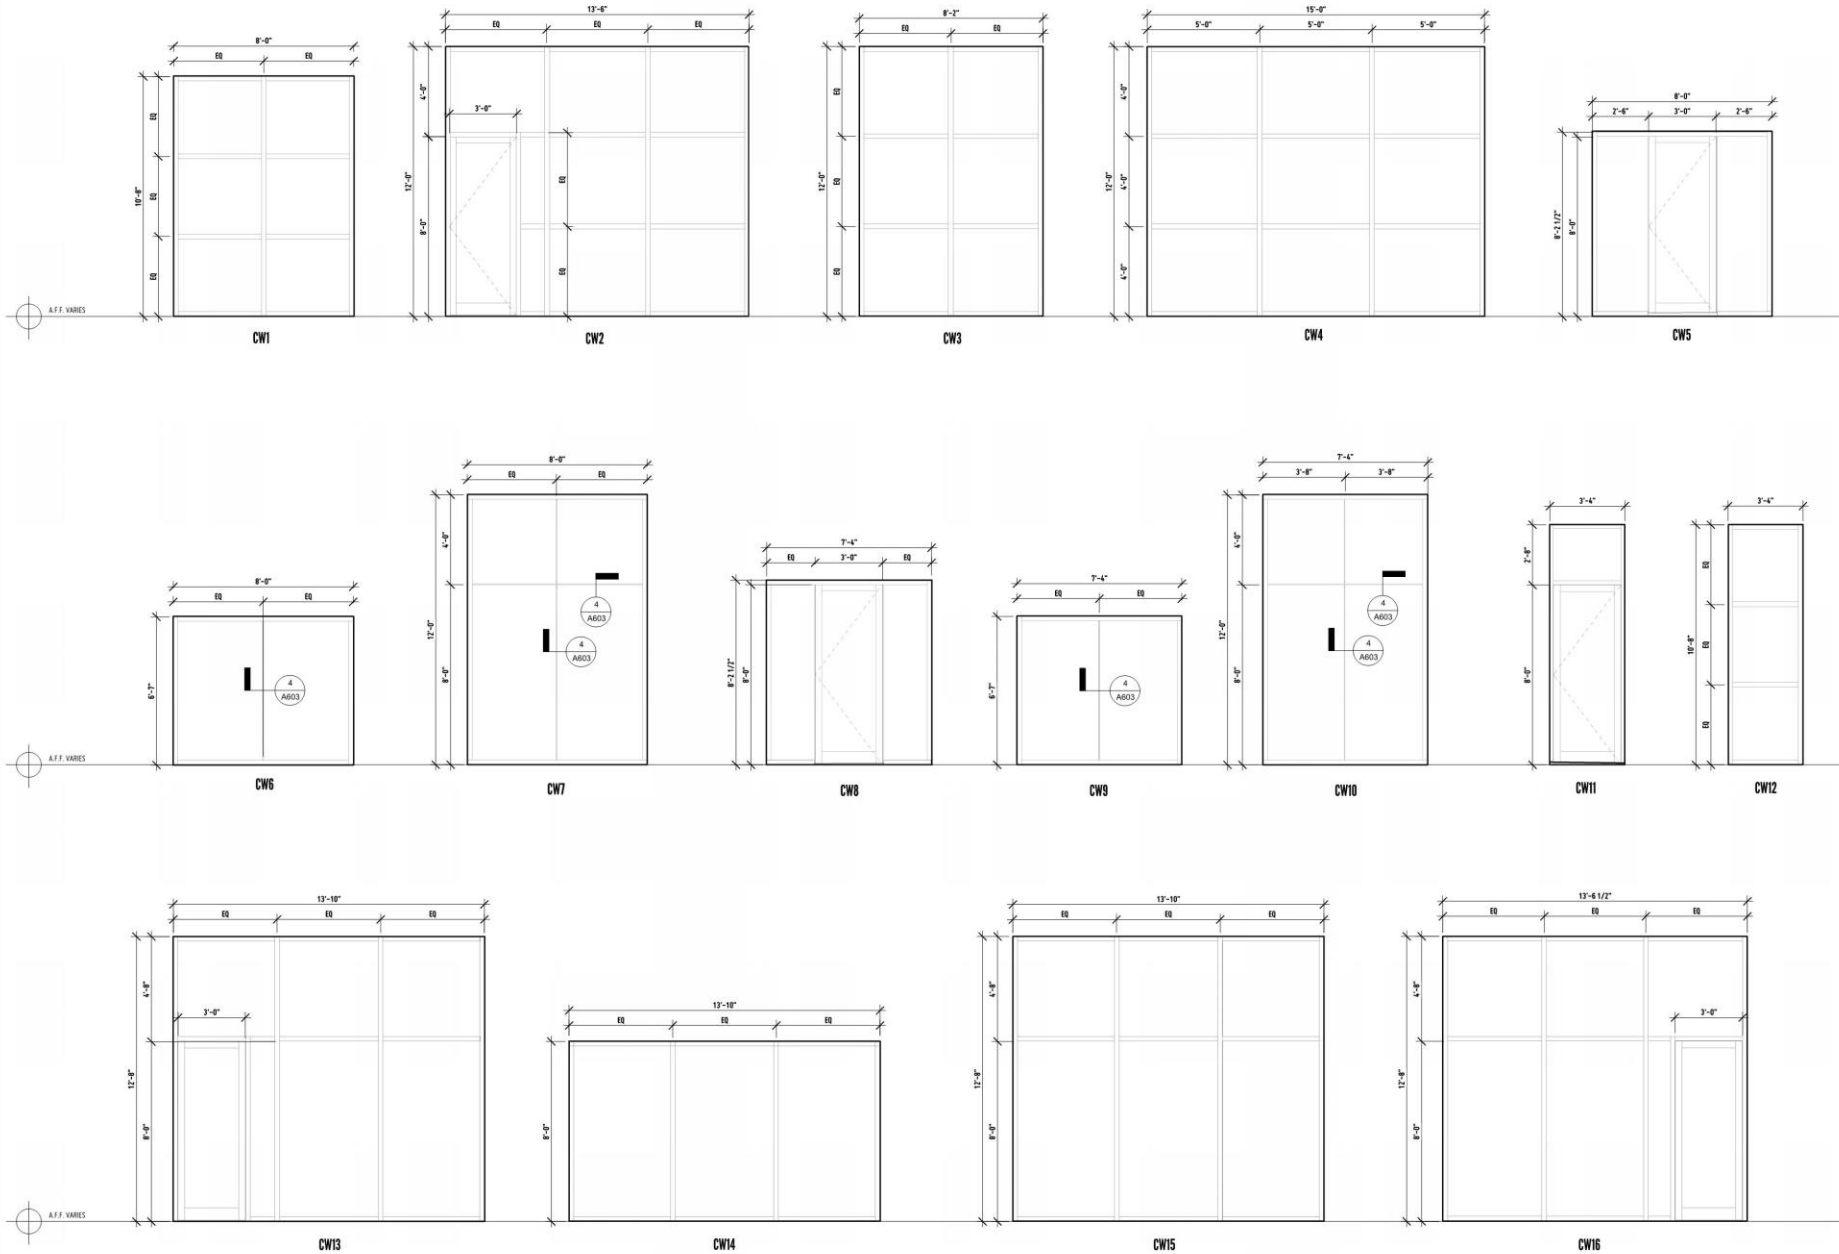 13'-6"
EQ EQ EQ
8'-2"
EQ EQ
15'-0"
5'-0" 5'-0" 5'-0"
8'-0"
EQ EQ
8'-0"
2'-6" 3'-0" 2'-6"
10'-8"
EQ
EQ
EQ
12'-0"
4'-0"
8'-0"
3'-0"
EQ
EQ
12'-0"
EQ
EQ
EQ
12'-0"
4'-0"
4'-0"
4'-0"
8'-2 1/2"
8'-0"
A.F.F. VARIES
CW1 CW2 CW3 CW4 CW5
8'-0"
EQ EQ
6'-7"
4
A603
8'-0"
EQ EQ
12'-0"
4'-0"
8'-0"
4
A603
4
A603
7'-4"
EQ 3'-0" EQ
8'-2 1/2"
8'-0"
7'-4"
EQ EQ
6'-7"
4
A603
7'-4"
3'-8" 3'-8"
12'-0"
4'-0"
8'-0"
4
A603
4
A603
3'-4"
2'-8"
8'-0"
3'-4"
10'-8"
EQ
EQ
EQ
A.F.F. VARIES
CW6 CW7 CW8 CW9 CW10 CW11 CW12
13'-10"
EQ EQ EQ
12'-8"
4'-8"
8'-0"
3'-0"
13'-10"
EQ EQ EQ
8'-0"
13'-10"
EQ EQ EQ
12'-8"
4'-8"
8'-0"
13'-6 1/2"
EQ EQ EQ
12'-8"
4'-8"
8'-0"
3'-0"
A.F.F. VARIES
CW13 CW14 CW15 CW16